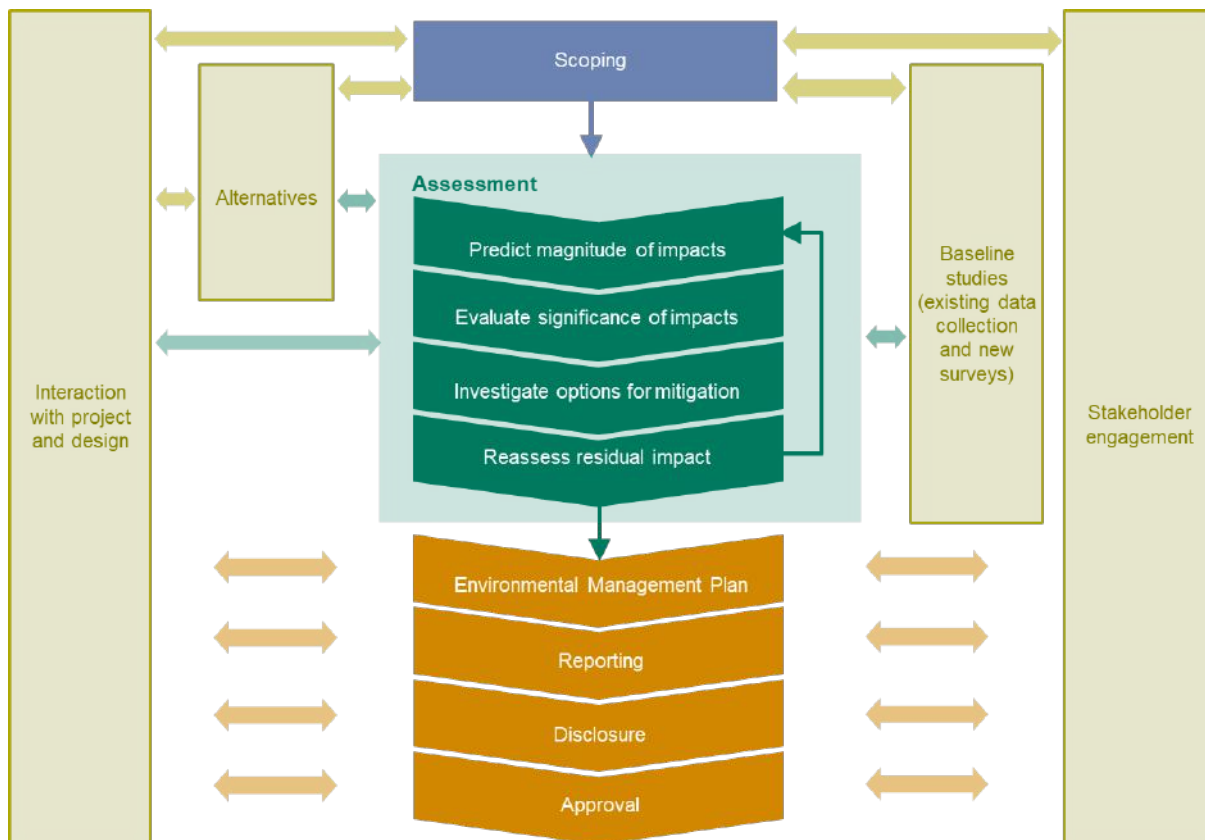 Scoping
Alternatives
Assessment
Predict magnitude of impacts
Evaluate significance of impacts
Investigate options for mitigation
Reassess residual impact
Interaction
with project
and design
Baseline
studies
(existing data
collection
and new
surveys)
Stakeholder
engagement
Environmental Management Plan
Reporting
Disclosure
Approval